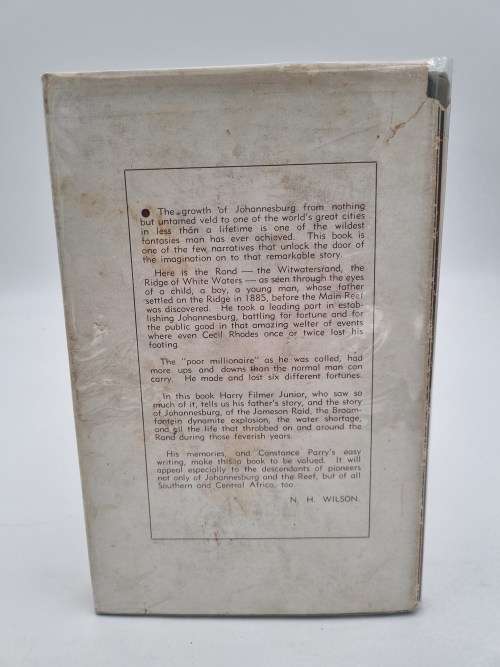 ● The growth of Johannesburg from nothing
but untamed veld to one of the world's great cities
in less than a lifetime is one of the wildest
fantasies man has ever achieved. This book is
one of the few narratives that unlock the door of
the imagination on to that remarkable story.
Here is the Rand — the Witwatersrand, the
Ridge of White Waters — as seen through the eyes
of a child, a boy, a young man, whose father
settled on the Ridge in 1885, before the Main Reef
was discovered. He took a leading part in estab-
lishing Johannesburg, battling for fortune and for
the public good in that amazing welter of events
where even Cecil Rhodes once or twice lost his
footing.
The "poor millionaire" as he was called, had
more ups and downs than the normal man can
carry. He made and lost six different fortunes.
In this book Harry Filmer Junior, who saw so
much of it, tells us his father's story, and the story
of Johannesburg, of the Jameson Raid, the Braam-
fontein dynamite explosion, the water shortage,
and all the life that throbbed on and around the
Rand during those feverish years.
His memories, and Constance Parry's easy
writing, make this a book to be valued. It will
appeal especially to the descendants of pioneers
not only of Johannesburg and the Reef, but of all
Southern and Central Africa, too.
N. H. WILSON.